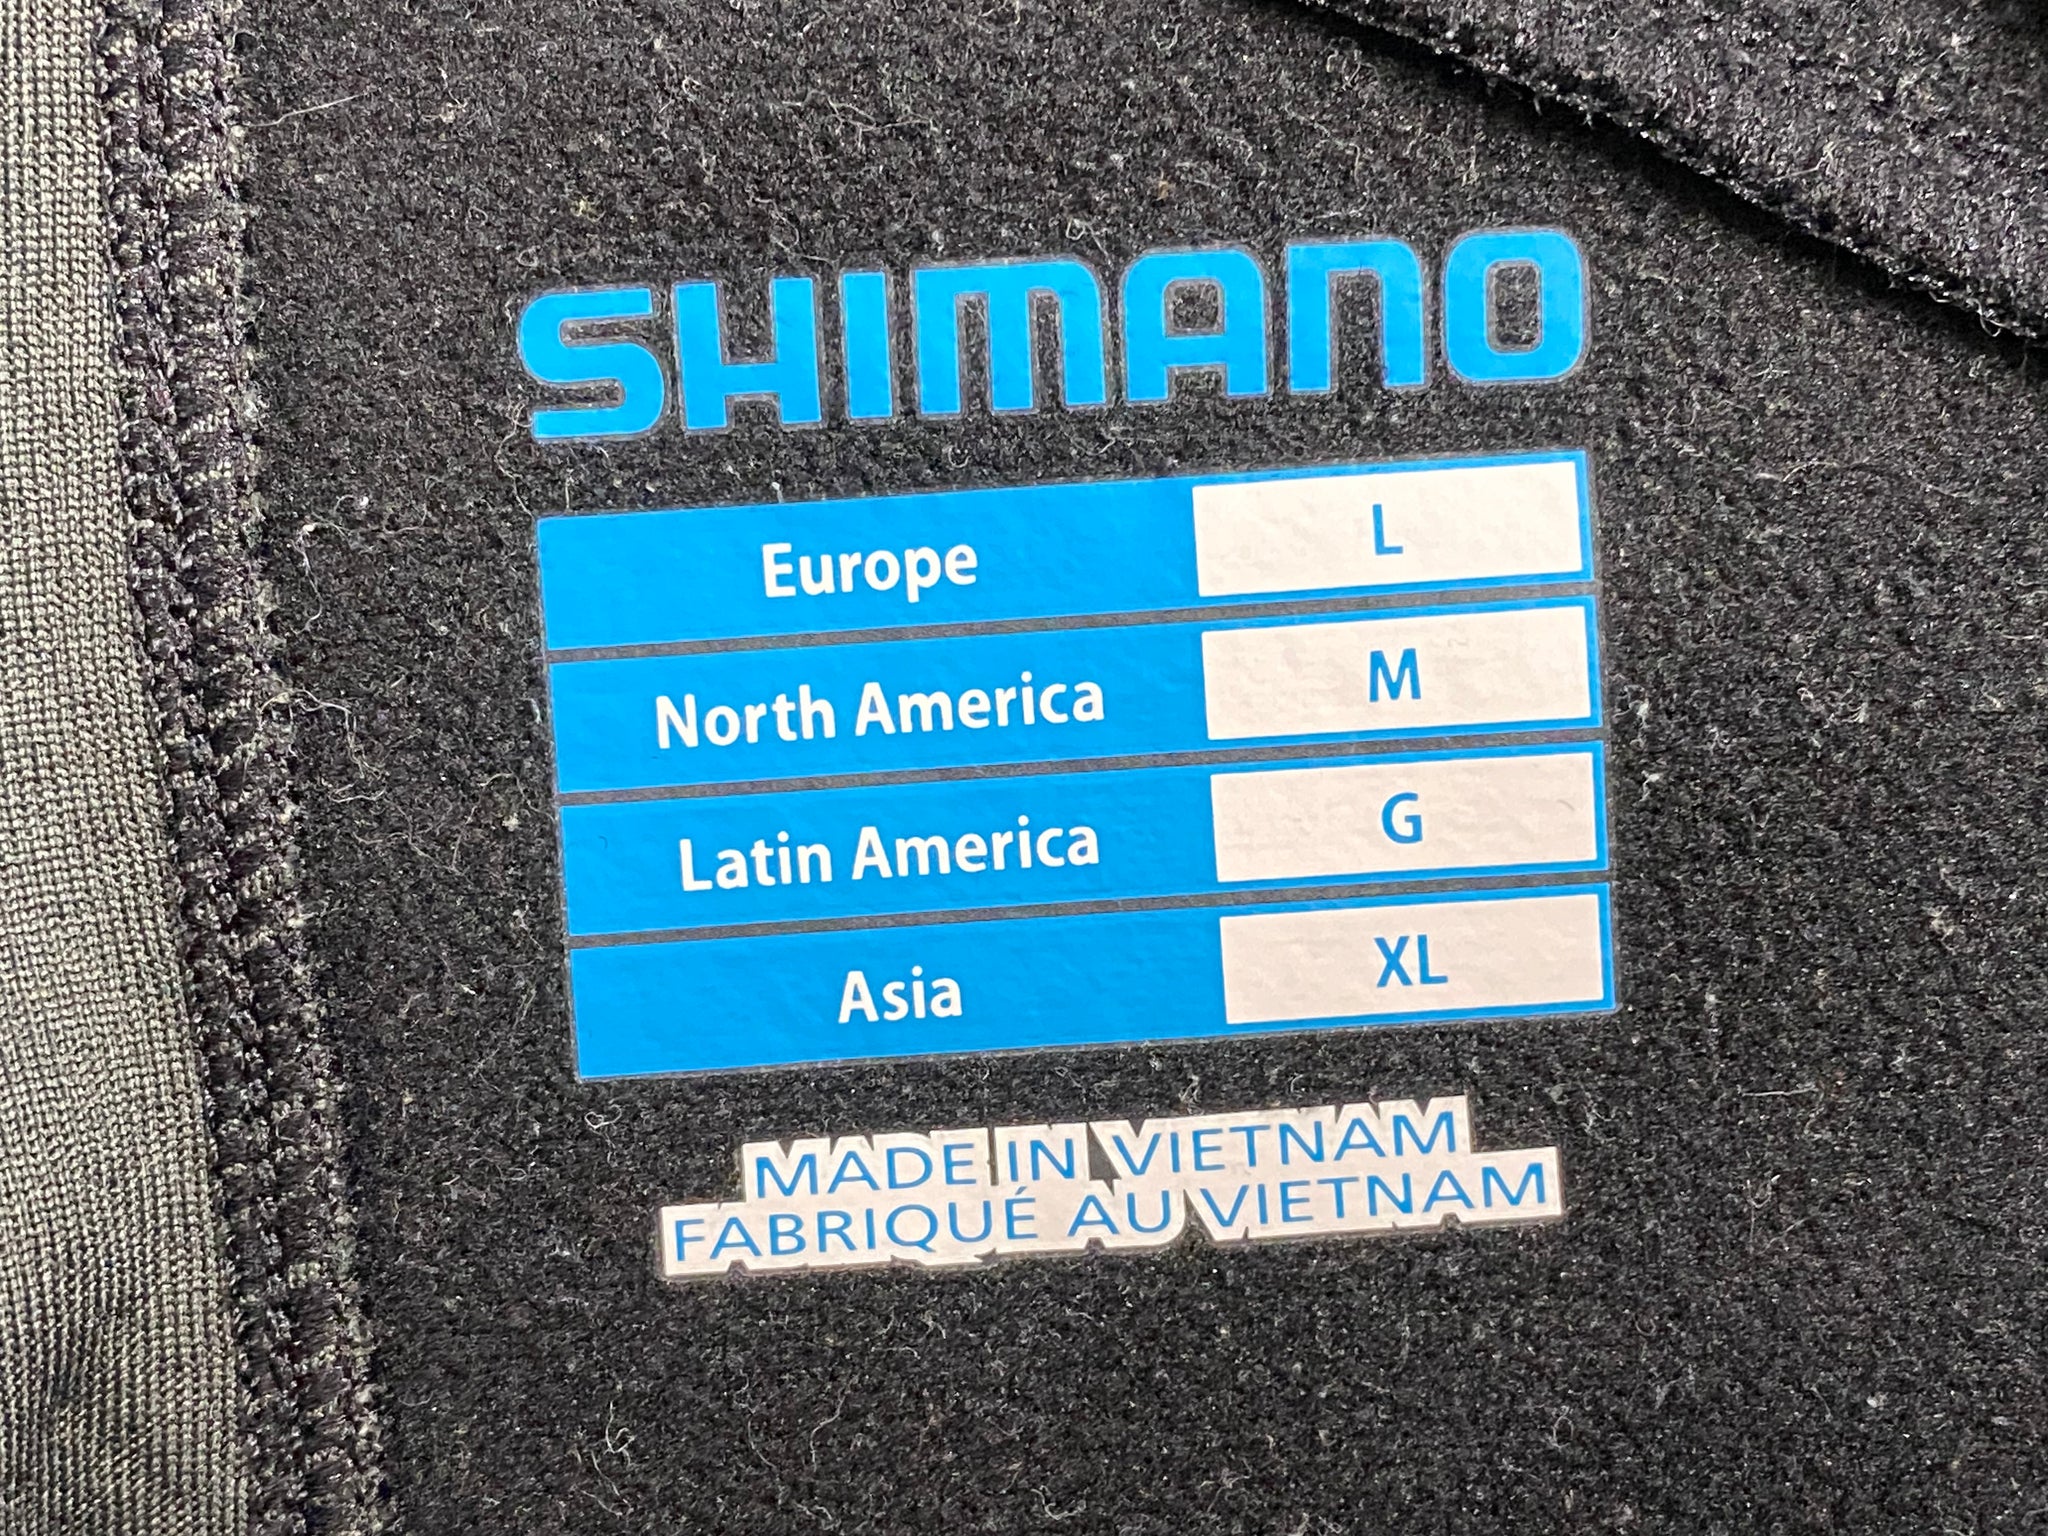 SHIMANO
Europe L
North America M
Latin America G
Asia XL
MADE IN VIETNAM
FABRIQUÉ AU VIETNAM